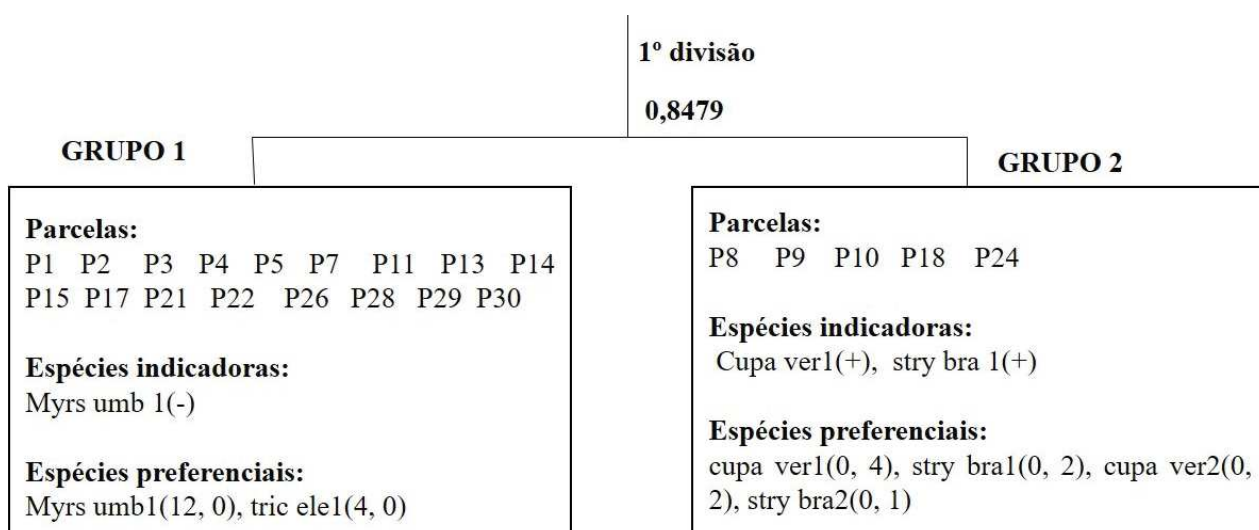 1º divisão
0,8479
GRUPO 1
Parcelas:
P1 P2 P3 P4 P5 P7 P11 P13 P14
P15 P17 P21 P22 P26 P28 P29 P30
Espécies indicadoras:
Myrs umb 1(-)
Espécies preferenciais:
Myrs umb1(12, 0), tric ele1(4, 0)
GRUPO 2
Parcelas:
P8 P9 P10 P18 P24
Espécies indicadoras:
Cupa ver1(+), stry bra 1(+)
Espécies preferenciais:
cupa ver1(0, 4), stry bra1(0, 2), cupa ver2(0,
2), stry bra2(0, 1)